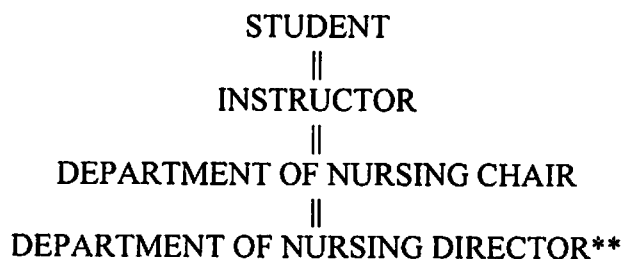 STUDENT
||
INSTRUCTOR
||
DEPARTMENT OF NURSING CHAIR
||
DEPARTMENT OF NURSING DIRECTOR**